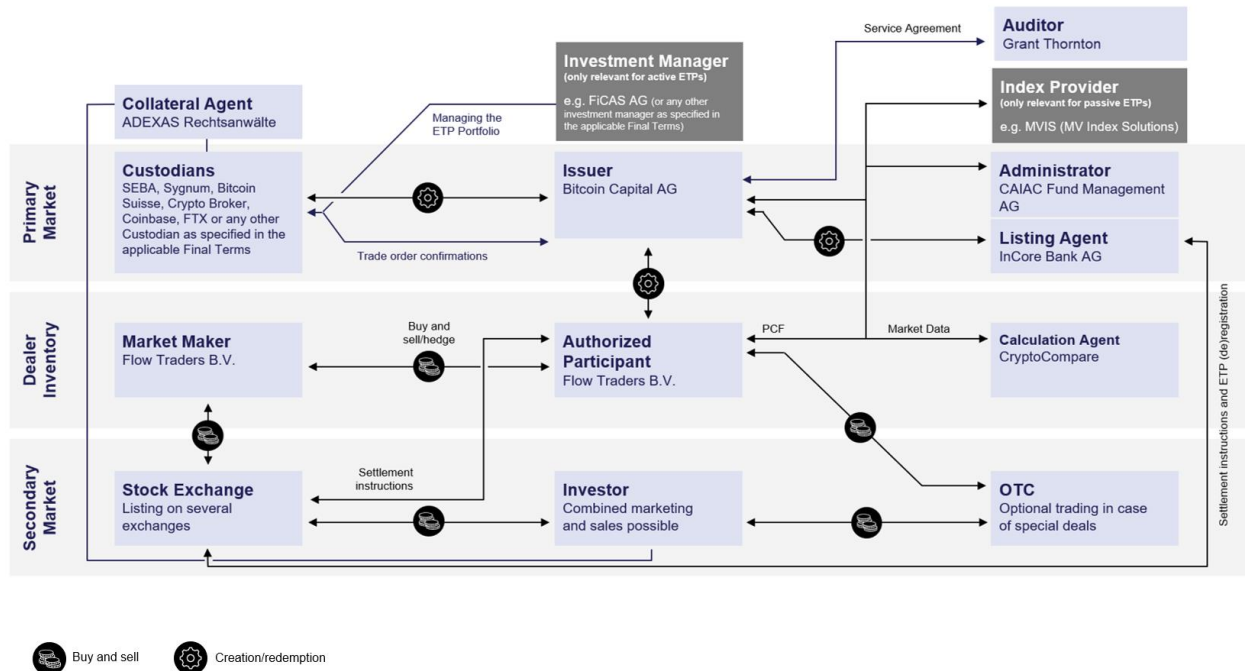 Service Agreement
Auditor
Grant Thornton
Investment Manager
(only relevant for active ETPs)
e.g. FiCAS AG (or any other
investment manager as specified in
the applicable Final Terms)
Index Provider
(only relevant for passive ETPs)
e.g. MVIS (MV Index Solutions)
Collateral Agent
ADEXAS Rechtsanwälte
Managing the
ETP Portfolio
Primary
Market
Custodians
SEBA, Sygnum, Bitcoin
Suisse, Crypto Broker,
Coinbase, FTX or any other
Custodian as specified in the
applicable Final Terms
Issuer
Bitcoin Capital AG
Administrator
CAIAC Fund Management
AG
Listing Agent
InCore Bank AG
Trade order confirmations
Dealer
Inventory
Market Maker
Flow Traders B.V.
Buy and
sell/hedge
Authorized
Participant
Flow Traders B.V.
PCF
Market Data
Calculation Agent
CryptoCompare
Settlement instructions and ETP (de)registration
Secondary
Market
Stock Exchange
Listing on several
exchanges
Settlement
instructions
Investor
Combined marketing
and sales possible
OTC
Optional trading in case
of special deals
Buy and sell
Creation/redemption